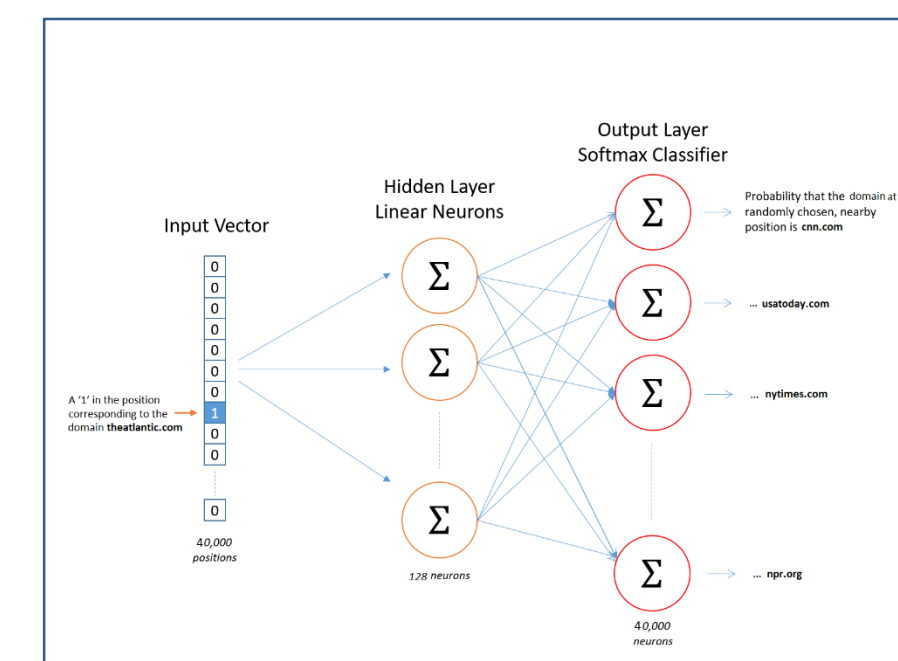 Output Layer
Softmax Classifier
Hidden Layer
Linear Neurons
Input Vector
0
0
0
0
0
0
0
1
0
0
0
A ‘1’ in the position
corresponding to the
domain theatlantic.com
40,000
positions
Σ
Σ
Σ
128 neurons
Σ
Σ
Σ
Σ
40,000
neurons
Probability that the domain at
randomly chosen, nearby
position is cnn.com
... usatoday.com
... nytimes.com
... npr.org